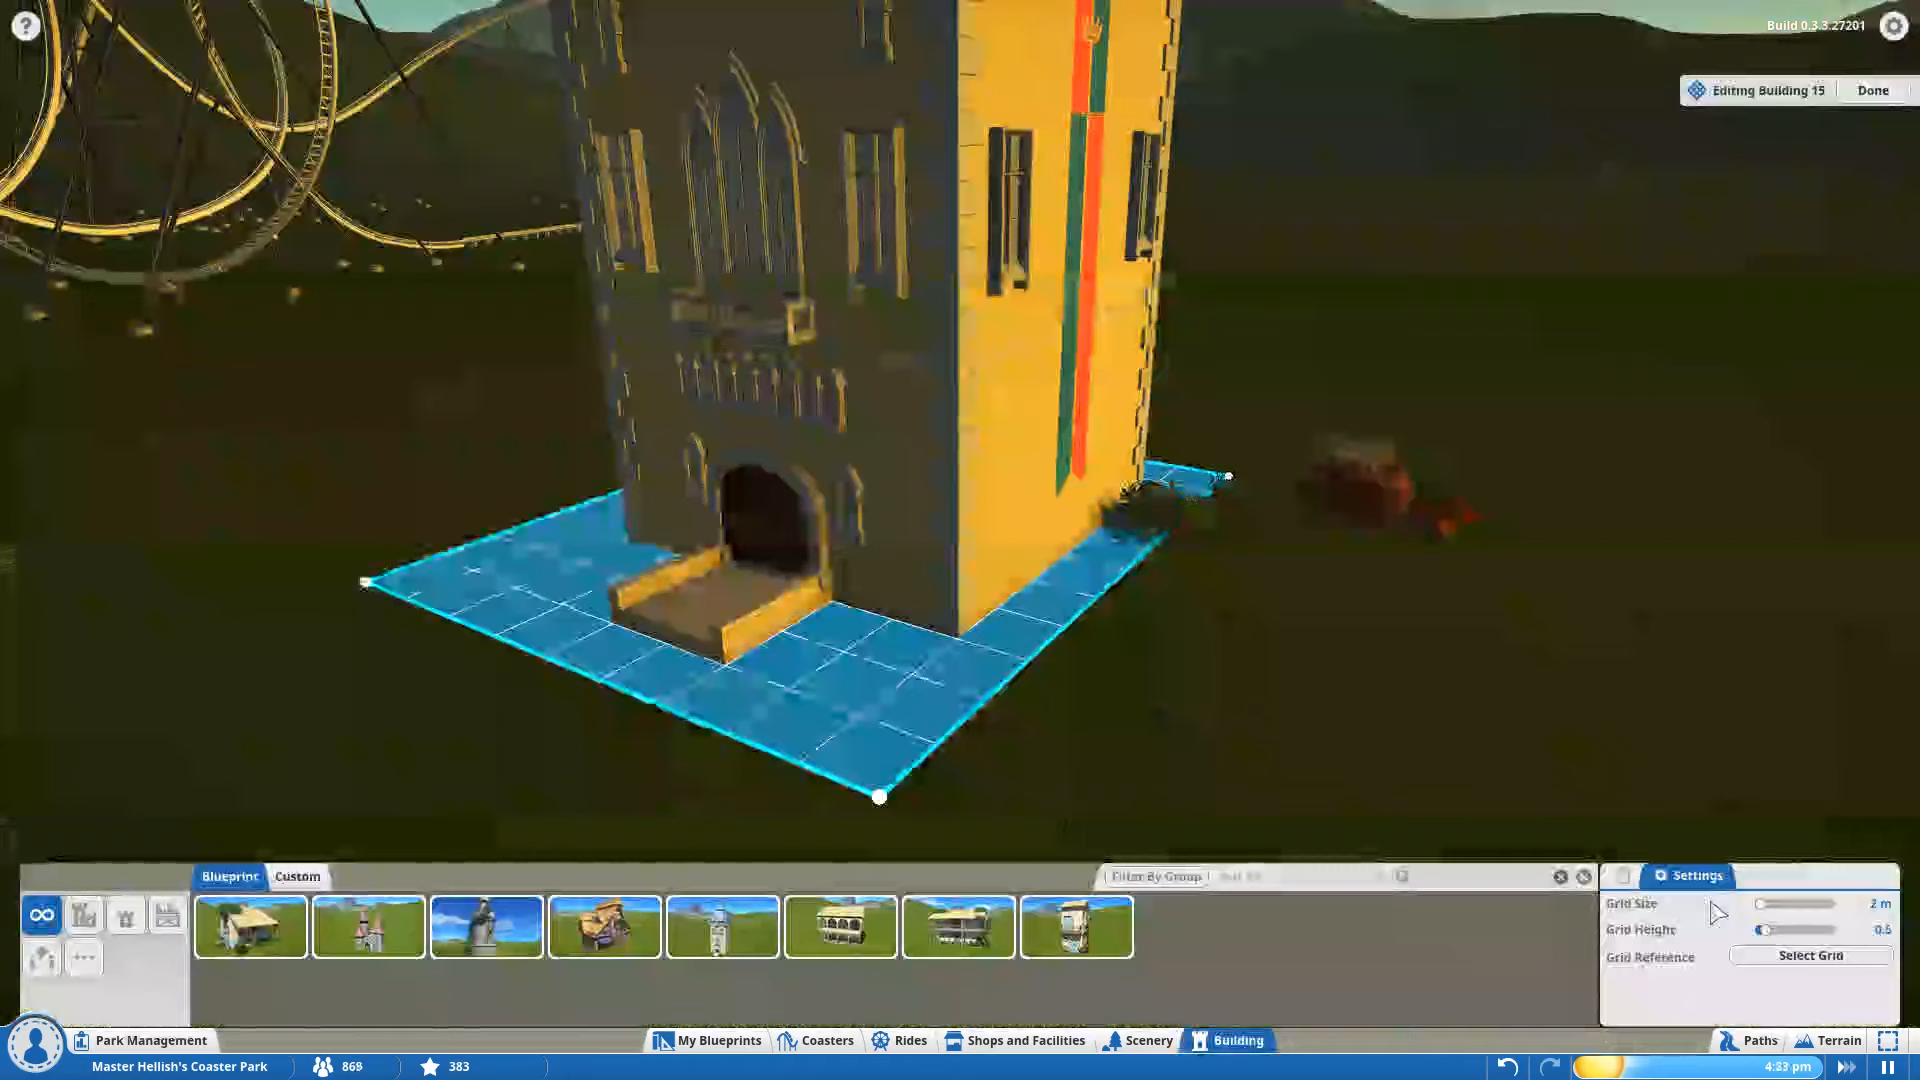 ?
Build 0.3.3.27201
Editing Building 15
Done
Blueprint
Custom
Filter By Group
Settings
Grid Size
2 m
Grid Height
0.5
Grid Reference
Select Grid
Park Management
My Blueprints
Coasters
Rides
Shops and Facilities
Scenery
Building
Paths
Terrain
Master Hellish's Coaster Park
869
383
4:23 pm